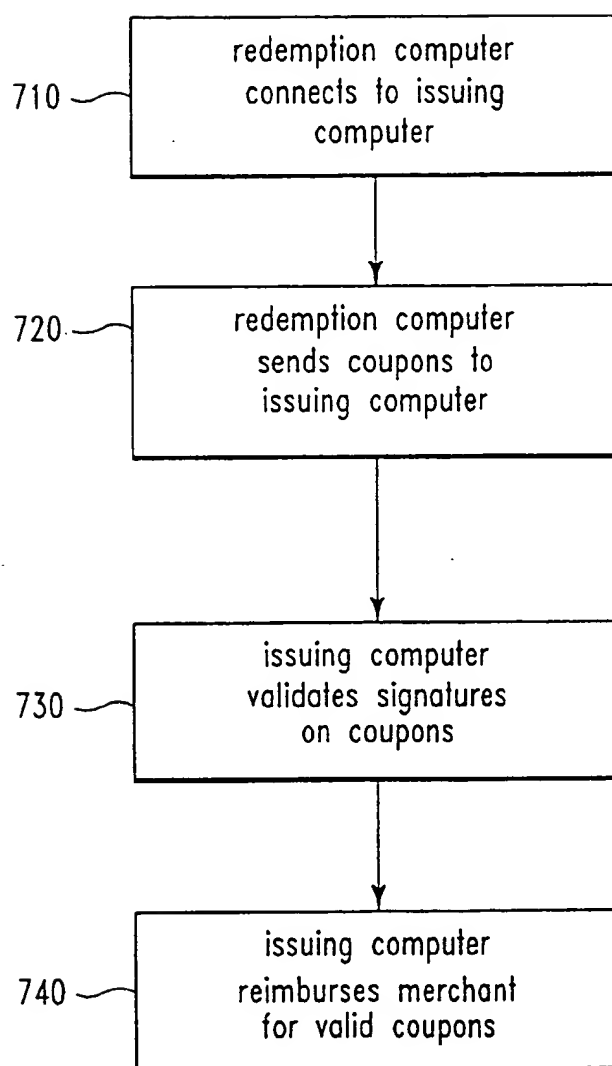 710
redemption computer
connects to issuing
computer
720
redemption computer
sends coupons to
issuing computer
730
issuing computer
validates signatures
on coupons
740
issuing computer
reimburses merchant
for valid coupons